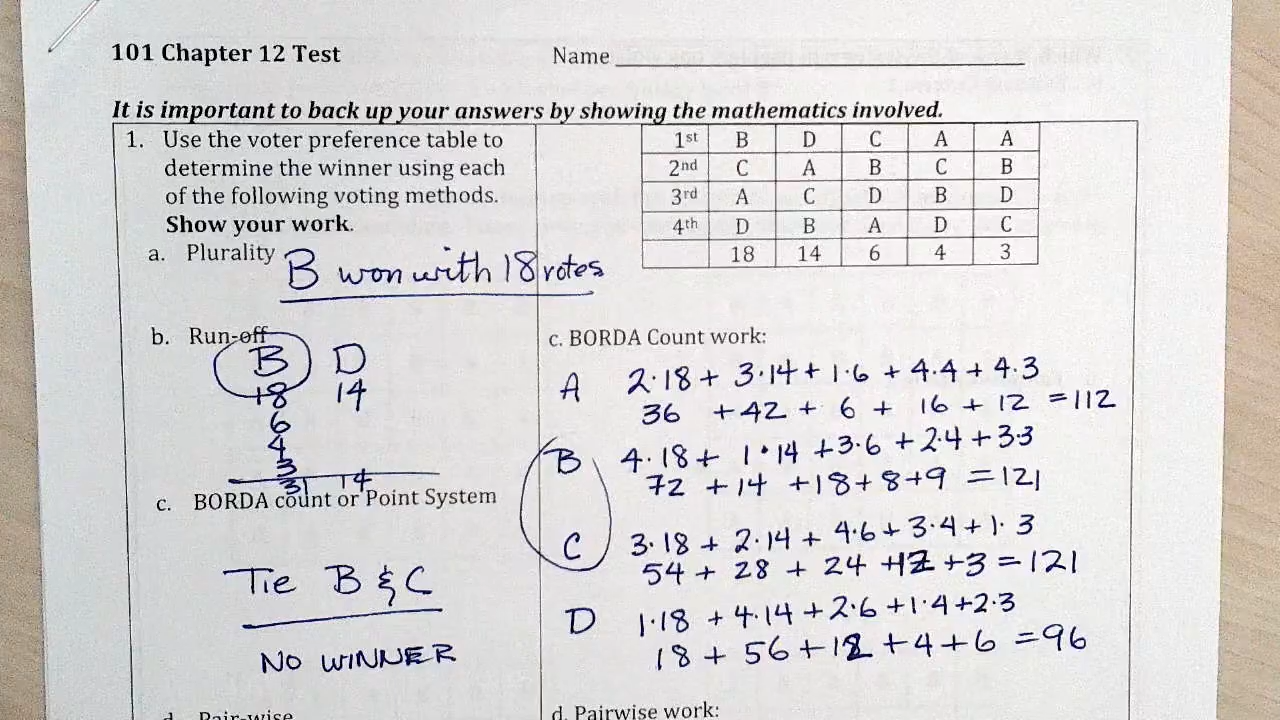 101 Chapter 12 Test Name
It is important to back up your answers by showing the mathematics involved.
1. Use the voter preference table to
determine the winner using each
of the following voting methods.
Show your work.
1st B D C A A
2nd C A B C B
3rd A C D B D
4th D B A D C
18 14 6 4 3
a. Plurality B won with 18 votes
b. Run-off
B D
18 14
6
4
3
31 14
c. BORDA count or Point System
Tie B & C
NO WINNER
c. BORDA Count work:
A 2·18 + 3·14 + 1·6 + 4·4 + 4·3
36 + 42 + 6 + 16 + 12 = 112
B 4·18 + 1·14 + 3·6 + 2·4 + 3·3
72 + 14 + 18 + 8 + 9 = 121
C 3·18 + 2·14 + 4·6 + 3·4 + 1·3
54 + 28 + 24 + 12 + 3 = 121
D 1·18 + 4·14 + 2·6 + 1·4 + 2·3
18 + 56 + 12 + 4 + 6 = 96
d. Pair-wise
d. Pairwise work: